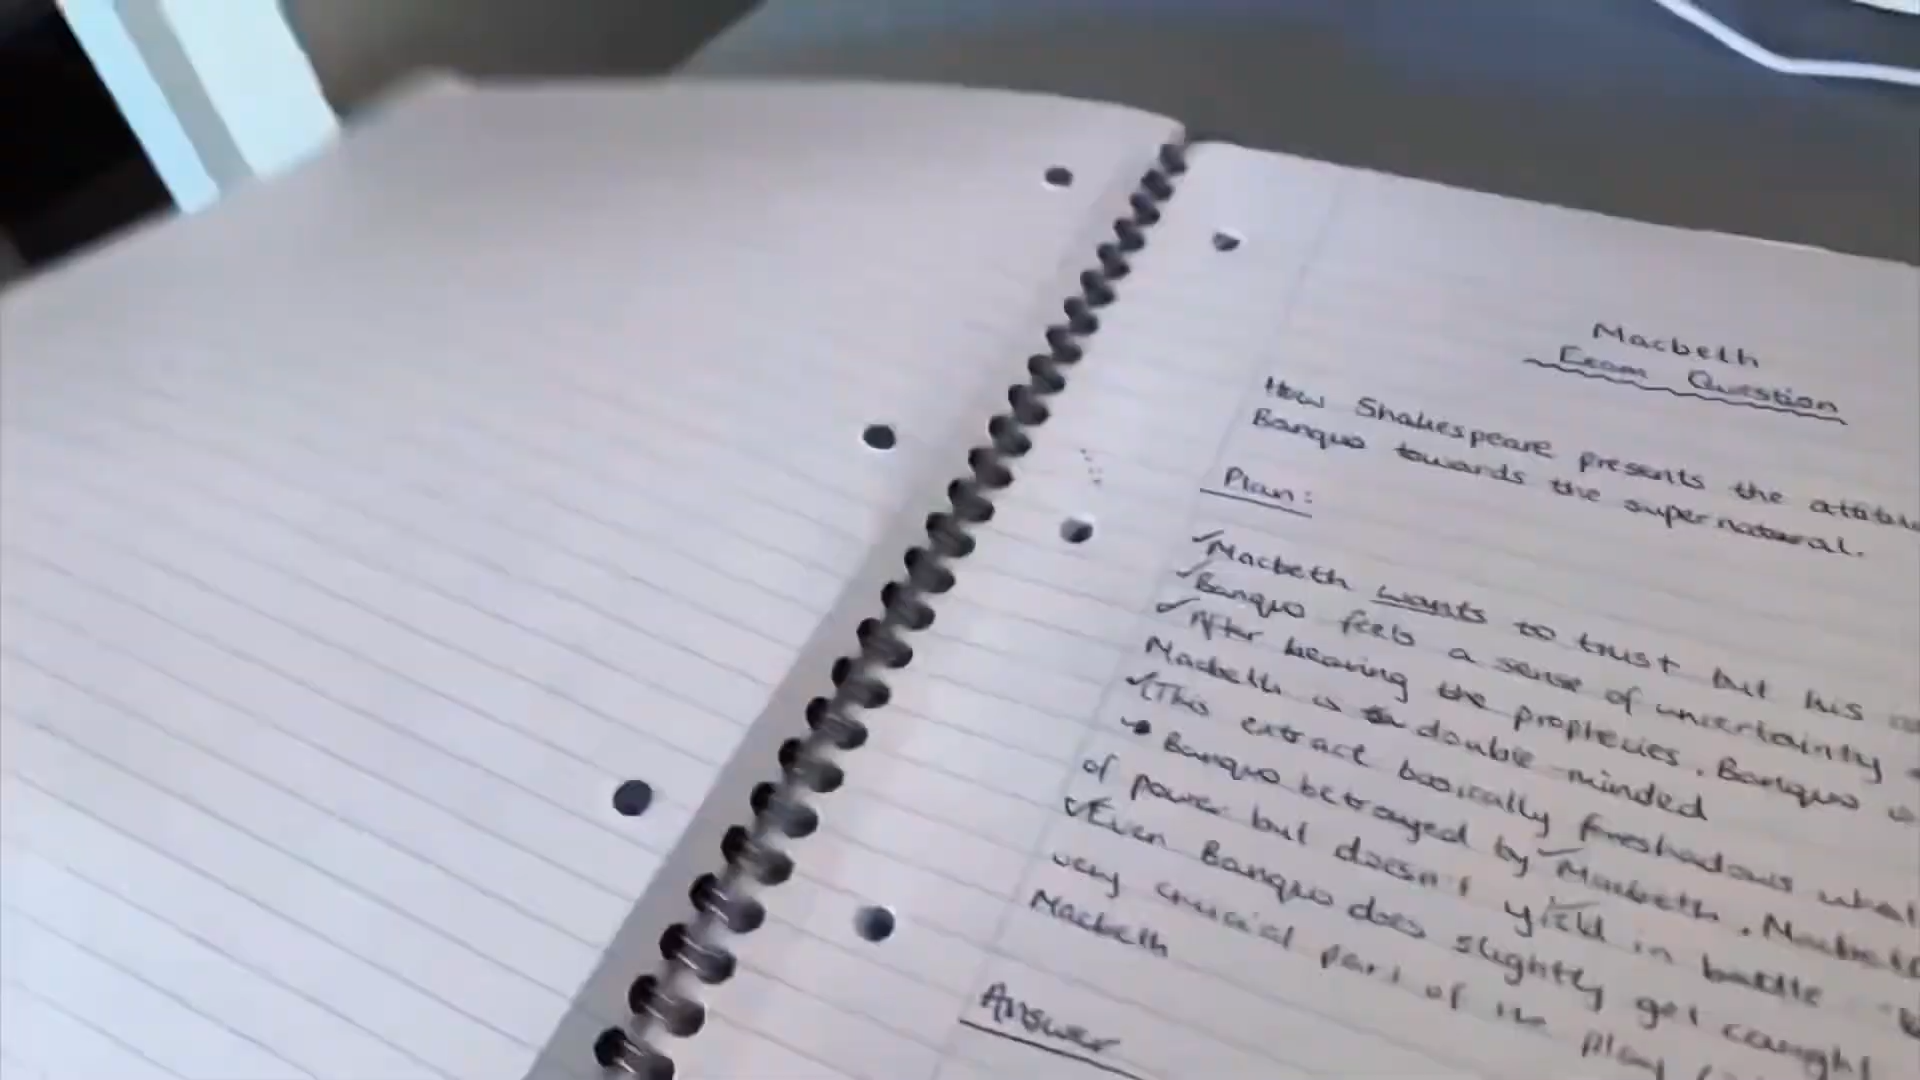 Macbeth
Exam Question
How Shakespeare presents the
Banquo towards the supernatural.
Plan:
Macbeth wants to trust but his
Banquo feels a sense of uncertainty
After hearing the prophecies. Banquo
Macbeth is double-minded
This extract basically foreshadows what
Banquo betrayed by Macbeth. Macbeth
of power but doesn't yield in battle
Even Banquo does slightly get caught
very crucial part of the play
Macbeth
Answer